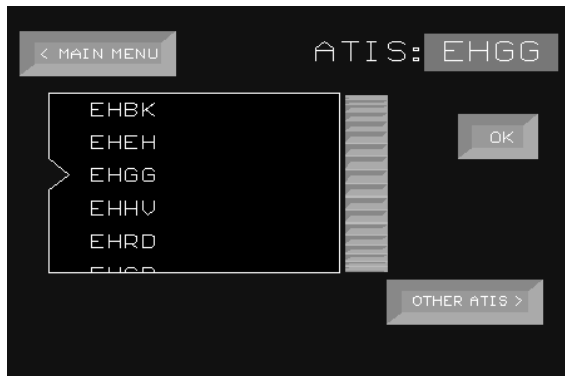 < MAIN MENU
ATIS: EHGG
EHBK
EHEH
EHGG
EHHV
EHRD
OK
OTHER ATIS >